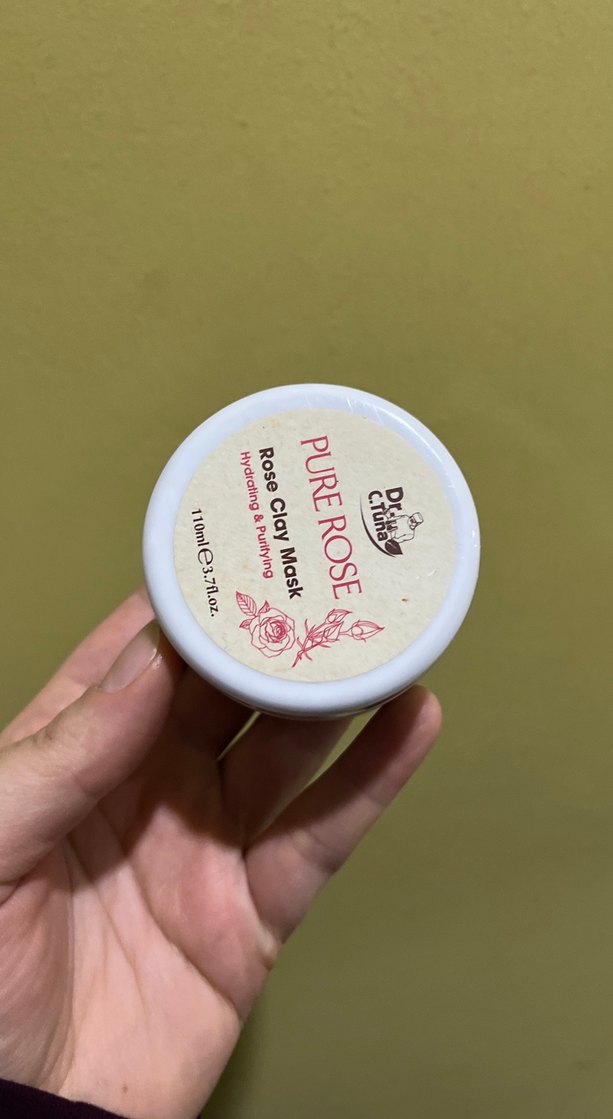 Dr.
C.Tuna
PURE ROSE
Rose Clay Mask
Hydrating & Purifying
110ml℮3.7fl.oz.